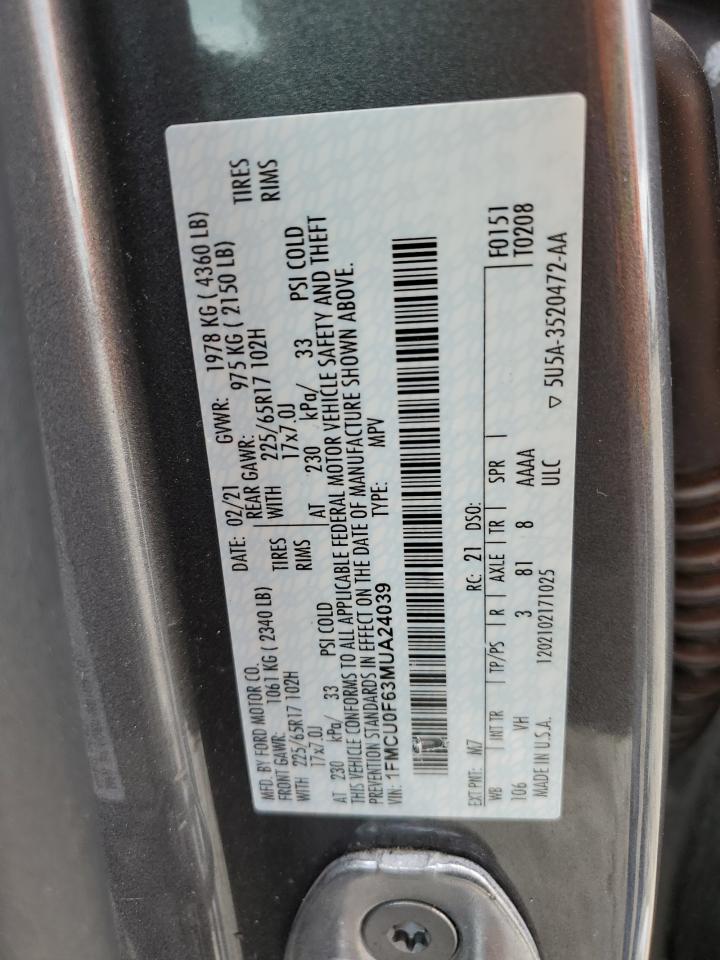 MFD. BY FORD MOTOR CO. DATE: 02/21 GVWR: 1978 KG ( 4360 LB)
FRONT GAWR: 1061 KG ( 2340 LB) REAR GAWR: 975 KG ( 2150 LB)
WITH 225/65R17 102H TIRES WITH 225/65R17 102H TIRES
17x7.0J RIMS 17x7.0J RIMS
AT 230 kPa/ 33 PSI COLD AT 230 kPa/ 33 PSI COLD
THIS VEHICLE CONFORMS TO ALL APPLICABLE FEDERAL MOTOR VEHICLE SAFETY AND THEFT
PREVENTION STANDARDS IN EFFECT ON THE DATE OF MANUFACTURE SHOWN ABOVE.
VIN: 1FMCU0F63MUA24039 TYPE: MPV
EXT PNT: M7 RC: 21 DSO: F0151
WB INT TR TP/PS R AXLE TR SPR T0208
106 VH 3 81 8 AAAA
MADE IN U.S.A. 1202102171025 ULC
▽ 5U5A-3520472-AA